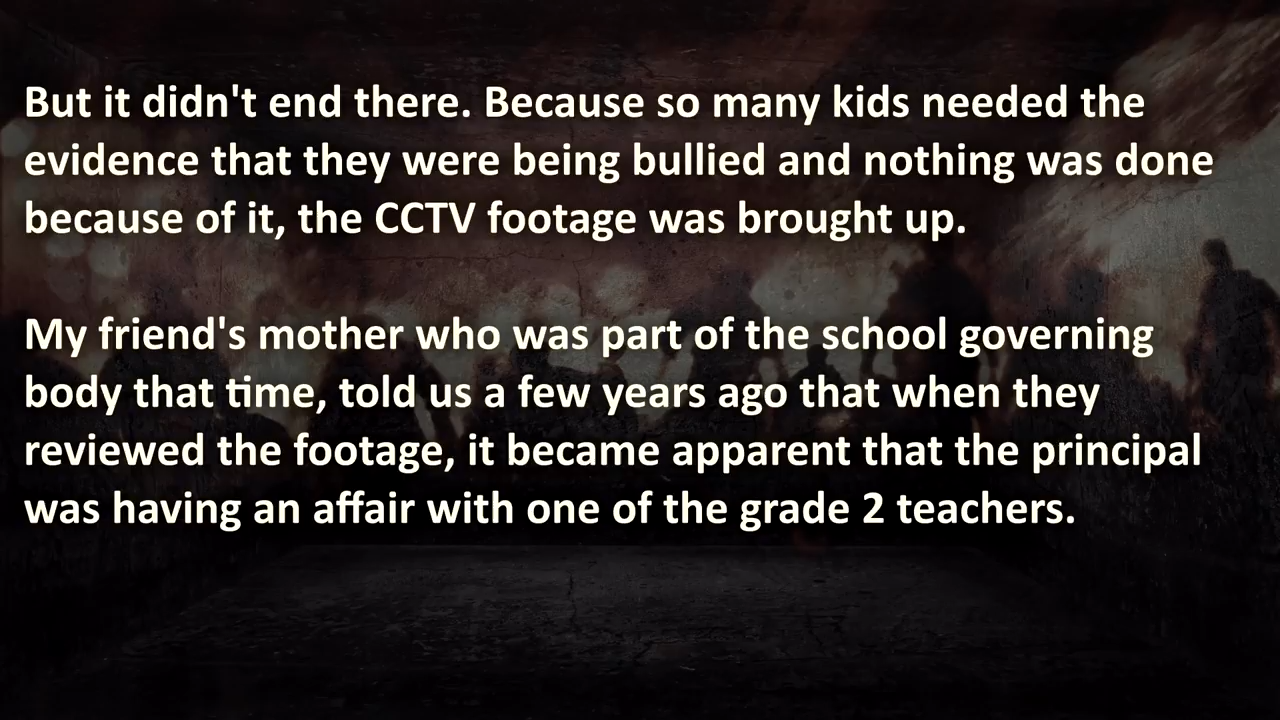 But it didn't end there. Because so many kids needed the
evidence that they were being bullied and nothing was done
because of it, the CCTV footage was brought up.
My friend's mother who was part of the school governing
body that time, told us a few years ago that when they
reviewed the footage, it became apparent that the principal
was having an affair with one of the grade 2 teachers.